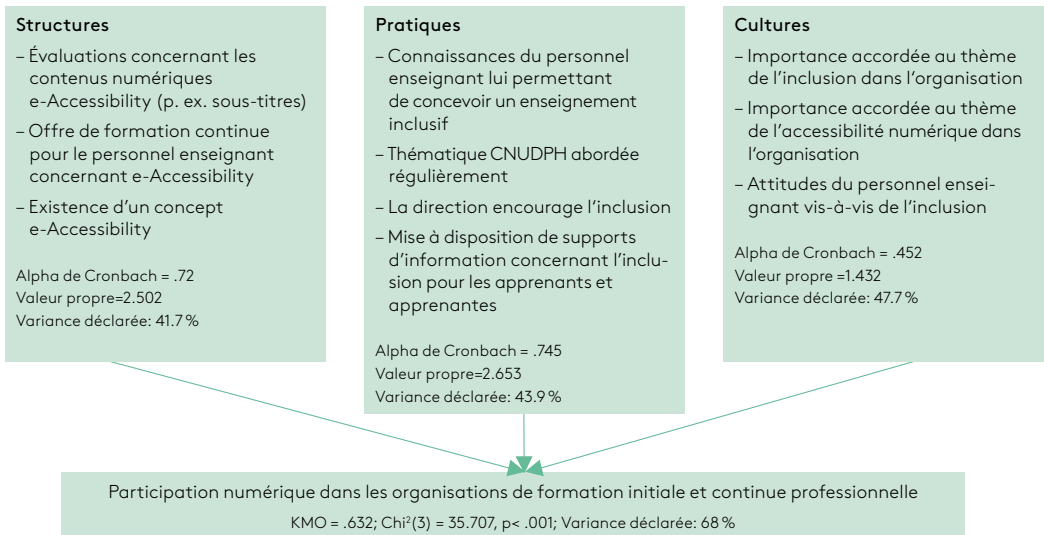 Structures
– Évaluations concernant les
contenus numériques
e-Accessibility (p. ex. sous-titres)
– Offre de formation continue
pour le personnel enseignant
concernant e-Accessibility
– Existence d'un concept
e-Accessibility
Alpha de Cronbach = .72
Valeur propre=2.502
Variance déclarée: 41.7 %
Pratiques
– Connaissances du personnel
enseignant lui permettant
de concevoir un enseignement
inclusif
– Thématique CNUDPH abordée
régulièrement
– La direction encourage l'inclusion
– Mise à disposition de supports
d'information concernant l'inclu-
sion pour les apprenants et
apprenantes
Alpha de Cronbach = .745
Valeur propre=2.653
Variance déclarée: 43.9 %
Cultures
– Importance accordée au thème
de l'inclusion dans l'organisation
– Importance accordée au thème
de l'accessibilité numérique dans
l'organisation
– Attitudes du personnel ensei-
gnant vis-à-vis de l'inclusion
Alpha de Cronbach = .452
Valeur propre =1.432
Variance déclarée: 47.7 %
Participation numérique dans les organisations de formation initiale et continue professionnelle
KMO = .632; Chi²(3) = 35.707, p< .001; Variance déclarée: 68 %